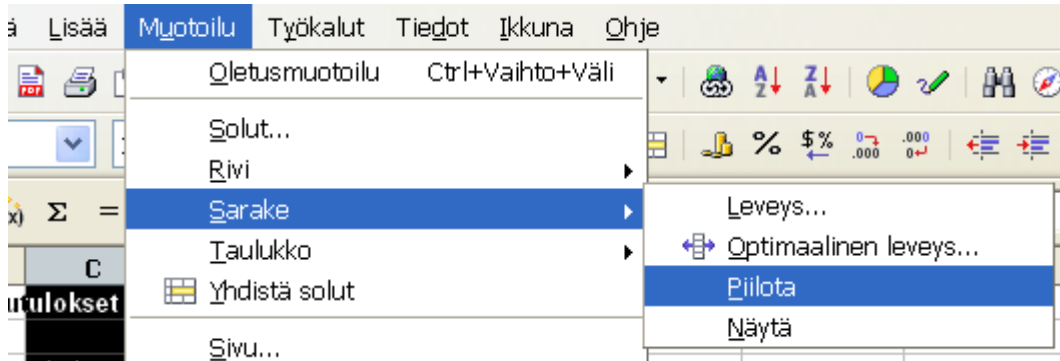 Lisää Muotoilu Työkalut Tiedot Ikkuna Ohje
Oletusmuotoilu Ctrl+Vaihto+Väli
Solut...
Rivi
Sarake
Taulukko
Yhdistä solut
Sivu...
Leveys...
Optimaalinen leveys...
Piilota
Näytä
Σ =
C
tulokset